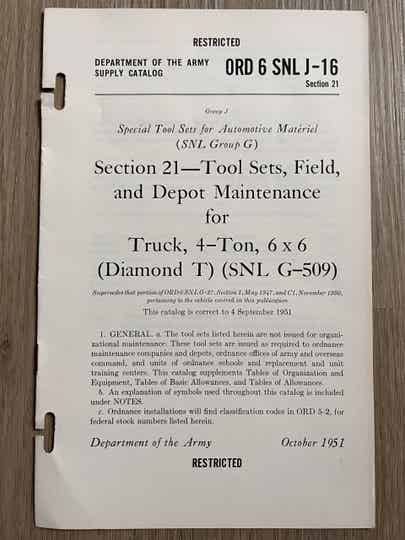 RESTRICTED
DEPARTMENT OF THE ARMY
SUPPLY CATALOG
ORD 6 SNL J-16
Section 21
Group J
Special Tool Sets for Automotive Matériel
(SNL Group G)
Section 21—Tool Sets, Field,
and Depot Maintenance
for
Truck, 4-Ton, 6 x 6
(Diamond T) (SNL G-509)
Supersedes that portion of ORD 6 SNL G-27, Section 1, May 1947, and C1, November 1950,
pertaining to the vehicle covered in this publication
This catalog is correct to 4 September 1951
1. GENERAL. a. The tool sets listed herein are not issued for organi-
zational maintenance. These tool sets are issued as required to ordnance
maintenance companies and depots, ordnance offices of army and overseas
command, and units of ordnance schools and replacement and unit
training centers. This catalog supplements Tables of Organization and
Equipment, Tables of Basic Allowances, and Tables of Allowances.
b. An explanation of symbols used throughout this catalog is included
under NOTES.
c. Ordnance installations will find classification codes in ORD 5-2, for
federal stock numbers listed herein.
Department of the Army
October 1951
RESTRICTED